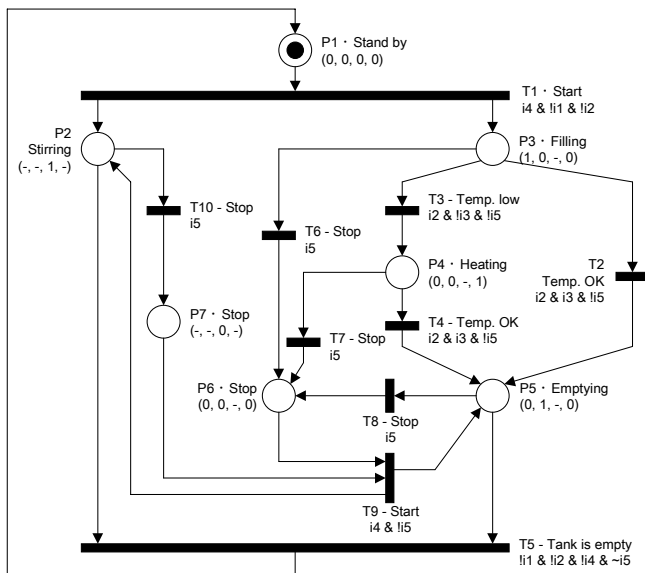 P1 · Stand by
(0, 0, 0, 0)
T1 · Start
i4 & !i1 & !i2
P2
Stirring
(-, -, 1, -)
P3 · Filling
(1, 0, -, 0)
T10 - Stop
i5
T6 - Stop
i5
T3 - Temp. low
i2 & !i3 & !i5
T2
Temp. OK
i2 & i3 & !i5
P4 · Heating
(0, 0, -, 1)
P7 · Stop
(-, -, 0, -)
T7 - Stop
i5
T4 - Temp. OK
i2 & i3 & !i5
P6 · Stop
(0, 0, -, 0)
P5 · Emptying
(0, 1, -, 0)
T8 - Stop
i5
T9 - Start
i4 & !i5
T5 - Tank is empty
!i1 & !i2 & !i4 & ~i5